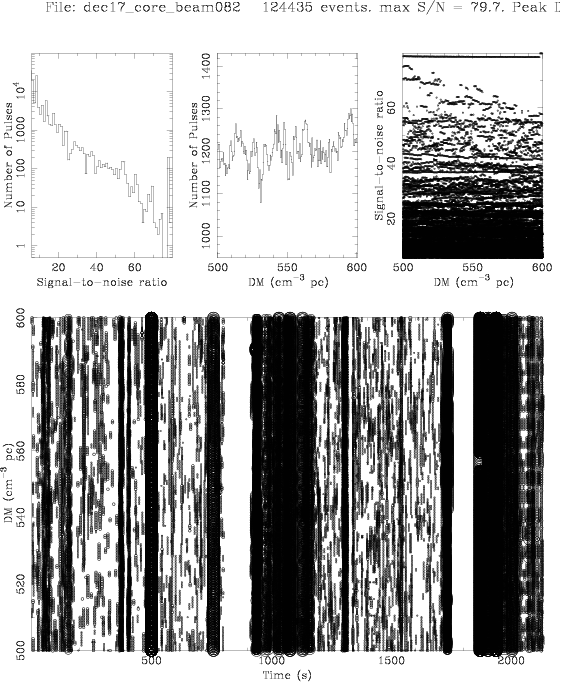 File: dec17_core_beam082 124435 events. max S/N = 79.7. Peak
Number of Pulses
1 10 100 1000 10^4
20 40 60
Signal-to-noise ratio
Number of Pulses
1000 1100 1200 1300 1400
500 550 600
DM (cm^-3 pc)
Signal-to-noise ratio
20 40 60
500 550 600
DM (cm^-3 pc)
DM (cm^-3 pc)
500 520 540 560 580 600
500 1000 1500 2000
Time (s)